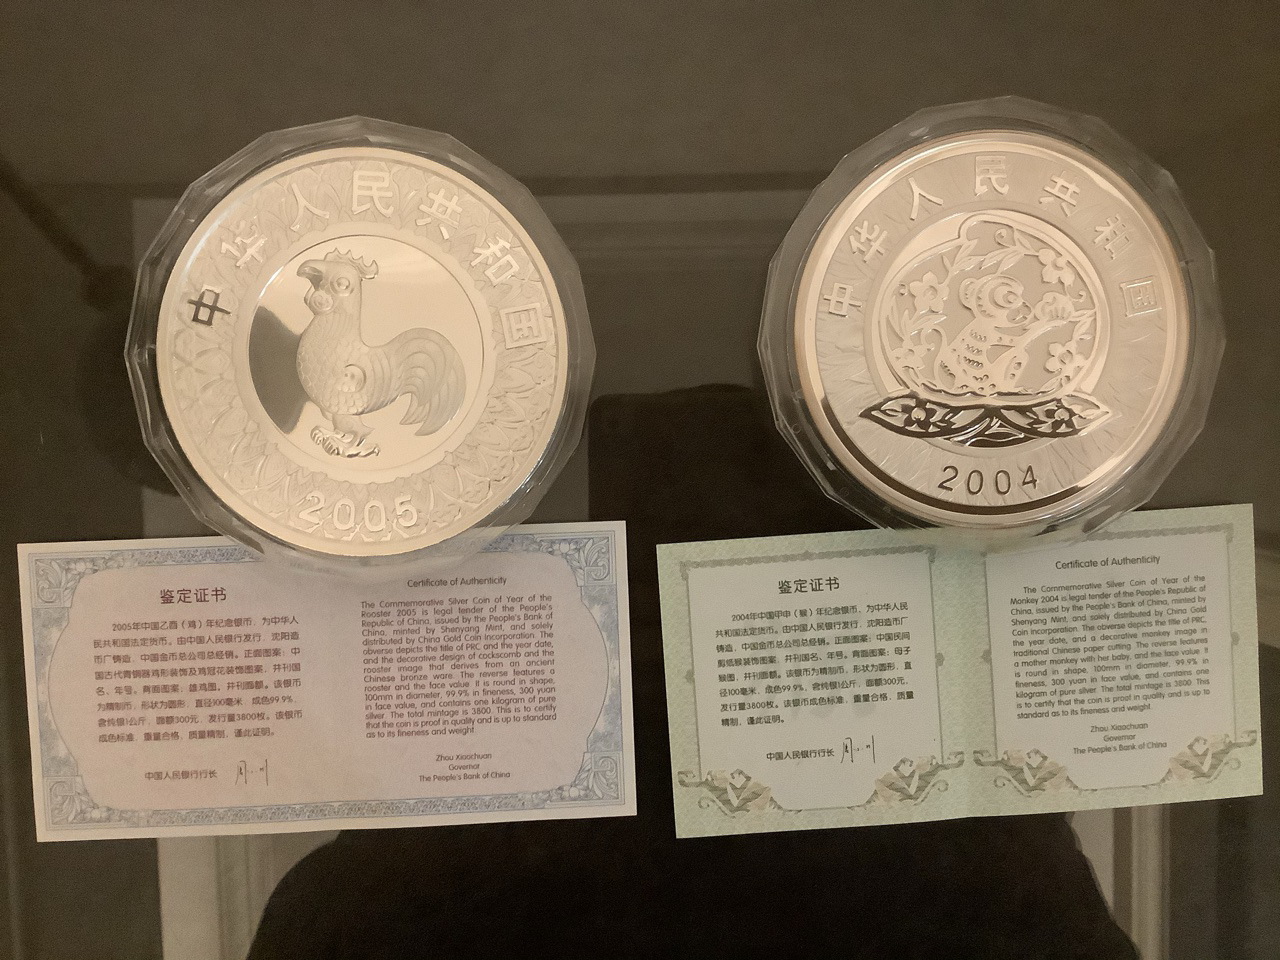 中华人民共和国
2005
中华人民共和国
2004
鉴定证书
2005年中国乙酉（鸡）年纪念银币，为中华人
民共和国法定货币。由中国人民银行发行，沈阳造
币厂铸造，中国金币总公司总经销。正面图案：中
国古代青铜器鸡形装饰及鸡冠花装饰图案，并刊国
名、年号。背面图案：雄鸡图，并刊面额。该银币
为精制币，形状为圆形，直径100毫米，成色99.9%，
含纯银1公斤，面额300元，发行量3800枚。该银币
成色标准，重量合格，质量精制，谨此证明。
中国人民银行行长
Certificate of Authenticity
The Commemorative Silver Coin of Year of the
Rooster 2005 is legal tender of the People's
Republic of China, issued by the People's Bank of
China, minted by Shenyang Mint, and solely
distributed by China Gold Coin Incorporation. The
obverse depicts the title of PRC and the year date,
and the decorative design of cockscomb and the
rooster image that derives from an ancient
Chinese bronze ware. The reverse features a
rooster and the face value. It is round in shape,
100mm in diameter, 99.9% in fineness, 300 yuan
in face value, and contains one kilogram of pure
silver. The total mintage is 3800. This is to certify
that the coin is proof in quality and is up to standard
as to its fineness and weight.
Zhou Xiaochuan
Governor
The People's Bank of China
鉴定证书
2004年中国甲申（猴）年纪念银币，为中华人民
共和国法定货币。由中国人民银行发行，沈阳造币厂
铸造，中国金币总公司总经销。正面图案：中国民间
剪纸猴装饰图案，并刊国名、年号。背面图案：母子
猴图，并刊面额。该银币为精制币，形状为圆形，直
径100毫米，成色99.9%，含纯银1公斤，面额300元，
发行量3800枚。该银币成色标准，重量合格，质量
精制，谨此证明。
中国人民银行行长
Certificate of Authenticity
The Commemorative Silver Coin of Year of the
Monkey 2004 is legal tender of the People's Republic of
China, issued by the People's Bank of China, minted by
Shenyang Mint, and solely distributed by China Gold
Coin Incorporation. The obverse depicts the title of PRC,
the year date, and a decorative monkey image in
traditional Chinese paper cutting. The reverse features
a mother monkey with her baby, and the face value. It
is round in shape, 100mm in diameter, 99.9% in
fineness, 300 yuan in face value, and contains one
kilogram of pure silver. The total mintage is 3800. This
is to certify that the coin is proof in quality and is up to
standard as to its fineness and weight.
Zhou Xiaochuan
Governor
The People's Bank of China